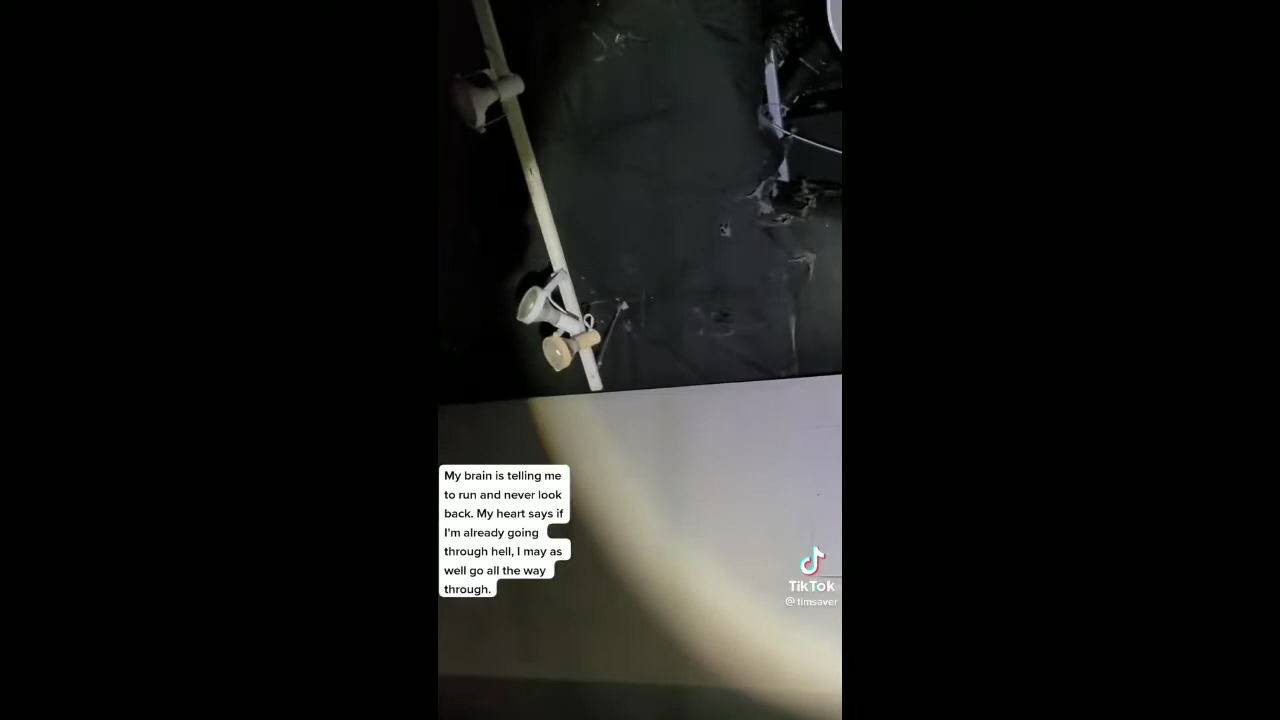 My brain is telling me
to run and never look
back. My heart says if
I'm already going
through hell, I may as
well go all the way
through.
TikTok
@timsaver